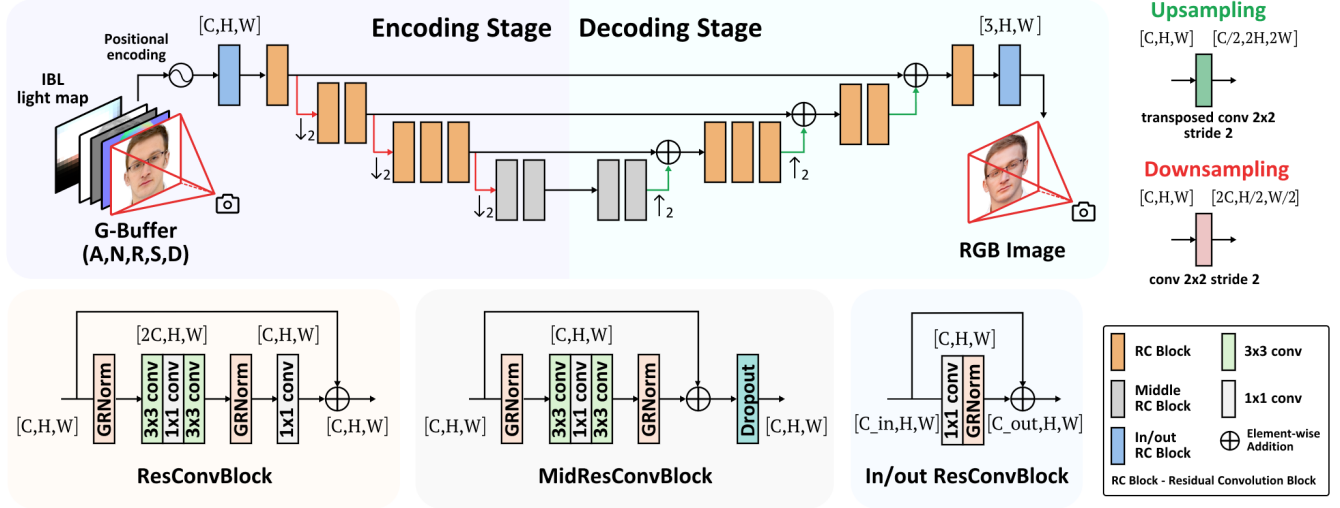 Encoding Stage
Decoding Stage
[C,H,W]
[3,H,W]
Positional
encoding
IBL
light map
G-Buffer
(A,N,R,S,D)
↓2
↓2
↓2
↑2
↑2
RGB Image
Upsampling
[C,H,W]
[C/2,2H,2W]
transposed conv 2x2
stride 2
Downsampling
[C,H,W]
[2C,H/2,W/2]
conv 2x2 stride 2
[2C,H,W]
[C,H,W]
GRNorm
3x3 conv
1x1 conv
3x3 conv
GRNorm
1x1 conv
[C,H,W]
[C,H,W]
ResConvBlock
[C,H,W]
GRNorm
3x3 conv
1x1 conv
3x3 conv
GRNorm
Dropout
[C,H,W]
[C,H,W]
MidResConvBlock
[C,H,W]
1x1 conv
GRNorm
[C_in,H,W]
[C_out,H,W]
In/out ResConvBlock
RC Block
3x3 conv
Middle
RC Block
1x1 conv
In/out
RC Block
Element-wise
Addition
RC Block - Residual Convolution Block